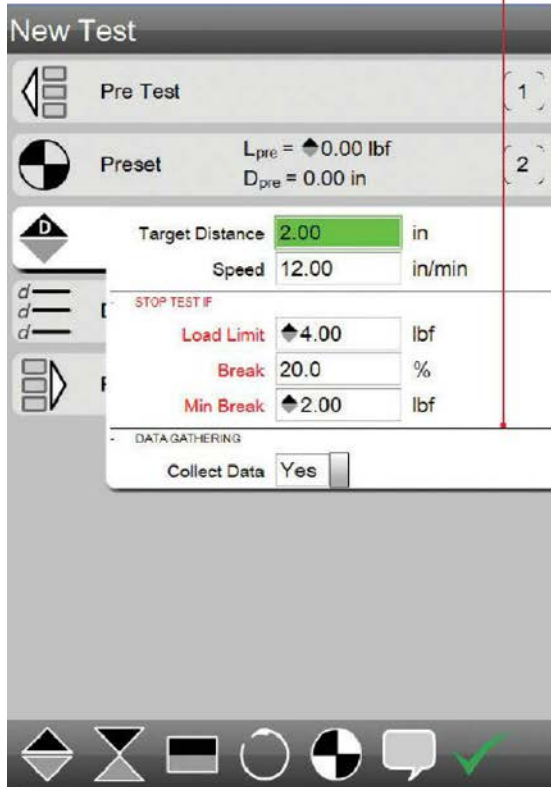 New Test
Pre Test
1
Preset
Lpre = 0.00 lbf
Dpre = 0.00 in
2
D
Target Distance 2.00 in
Speed 12.00 in/min
d
d
d
- STOP TEST IF
Load Limit 4.00 lbf
Break 20.0 %
Min Break 2.00 lbf
- DATA GATHERING
Collect Data Yes